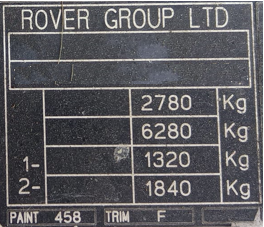 ROVER GROUP LTD
2780 Kg
6280 Kg
1- 1320 Kg
2- 1840 Kg
PAINT 458 TRIM F